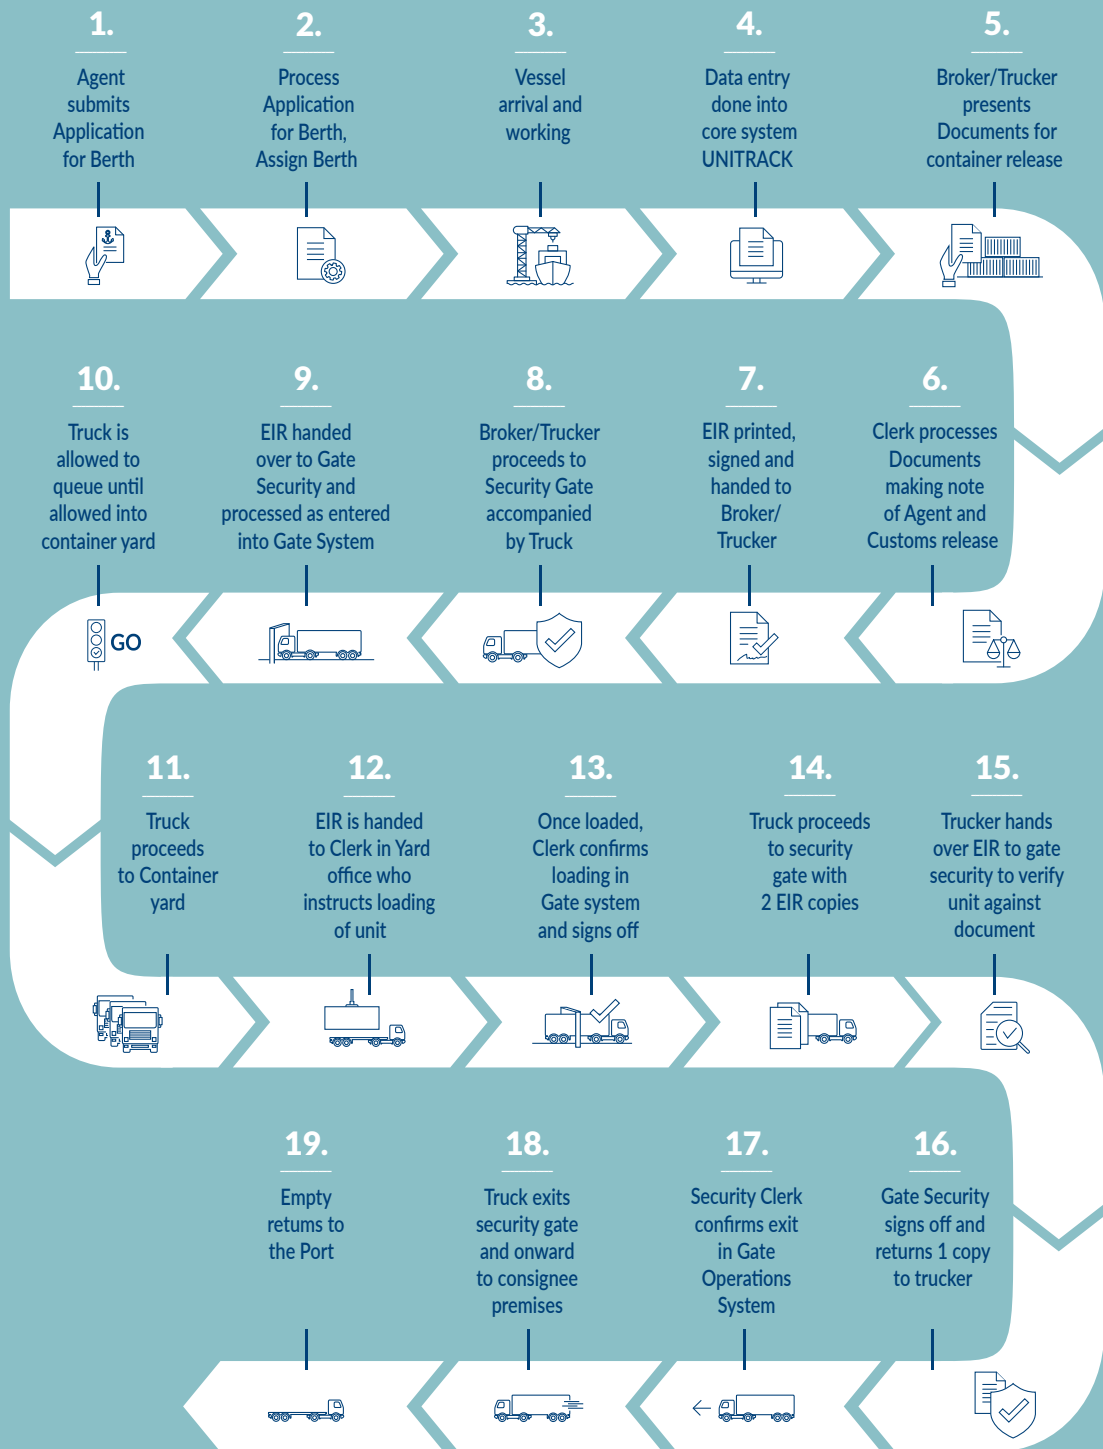 1.
Agent
submits
Application
for Berth
2.
Process
Application
for Berth,
Assign Berth
3.
Vessel
arrival and
working
4.
Data entry
done into
core system
UNITRACK
5.
Broker/Trucker
presents
Documents for
container release
6.
Clerk processes
Documents
making note
of Agent and
Customs release
7.
EIR printed,
signed and
handed to
Broker/
Trucker
8.
Broker/Trucker
proceeds to
Security Gate
accompanied
by Truck
9.
EIR handed
over to Gate
Security and
processed as entered
into Gate System
10.
Truck is
allowed to
queue until
allowed into
container yard
GO
11.
Truck
proceeds
to Container
yard
12.
EIR is handed
to Clerk in Yard
office who
instructs loading
of unit
13.
Once loaded,
Clerk confirms
loading in
Gate system
and signs off
14.
Truck proceeds
to security
gate with
2 EIR copies
15.
Trucker hands
over EIR to gate
security to verify
unit against
document
16.
Gate Security
signs off and
returns 1 copy
to trucker
17.
Security Clerk
confirms exit
in Gate
Operations
System
18.
Truck exits
security gate
and onward
to consignee
premises
19.
Empty
retums to
the Port